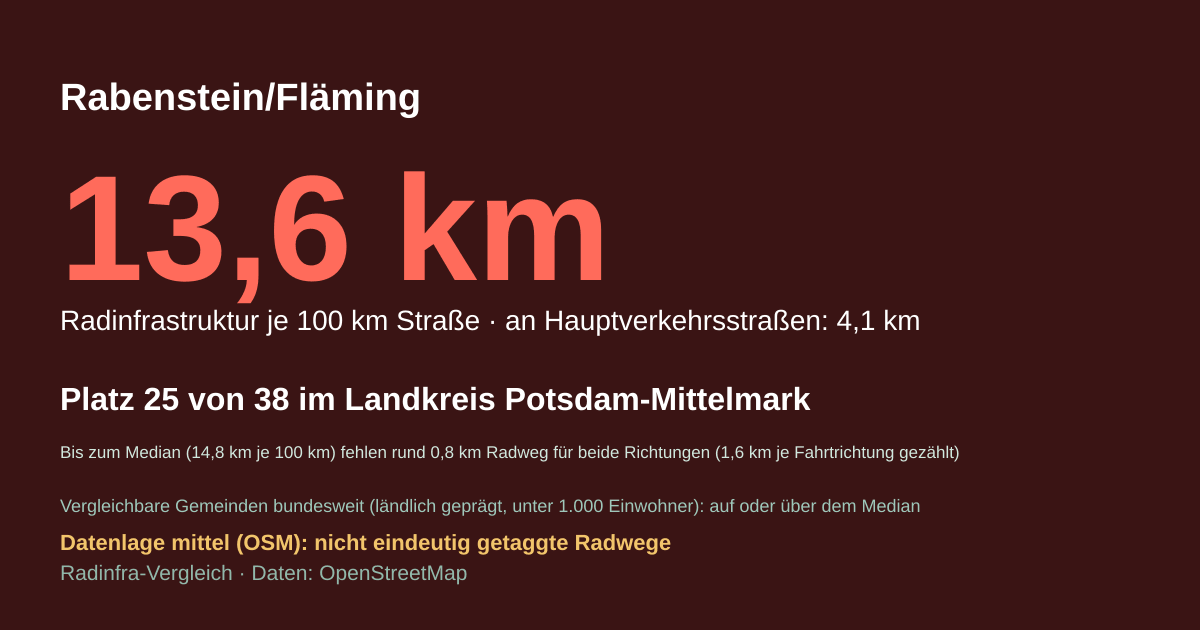 Rabenstein/Fläming
13,6 km
Radinfrastruktur je 100 km Straße · an Hauptverkehrsstraßen: 4,1 km
Platz 25 von 38 im Landkreis Potsdam-Mittelmark
Bis zum Median (14,8 km je 100 km) fehlen rund 0,8 km Radweg für beide Richtungen (1,6 km je Fahrtrichtung gezählt)
Vergleichbare Gemeinden bundesweit (ländlich geprägt, unter 1.000 Einwohner): auf oder über dem Median
Datenlage mittel (OSM): nicht eindeutig getaggte Radwege
Radinfra-Vergleich · Daten: OpenStreetMap